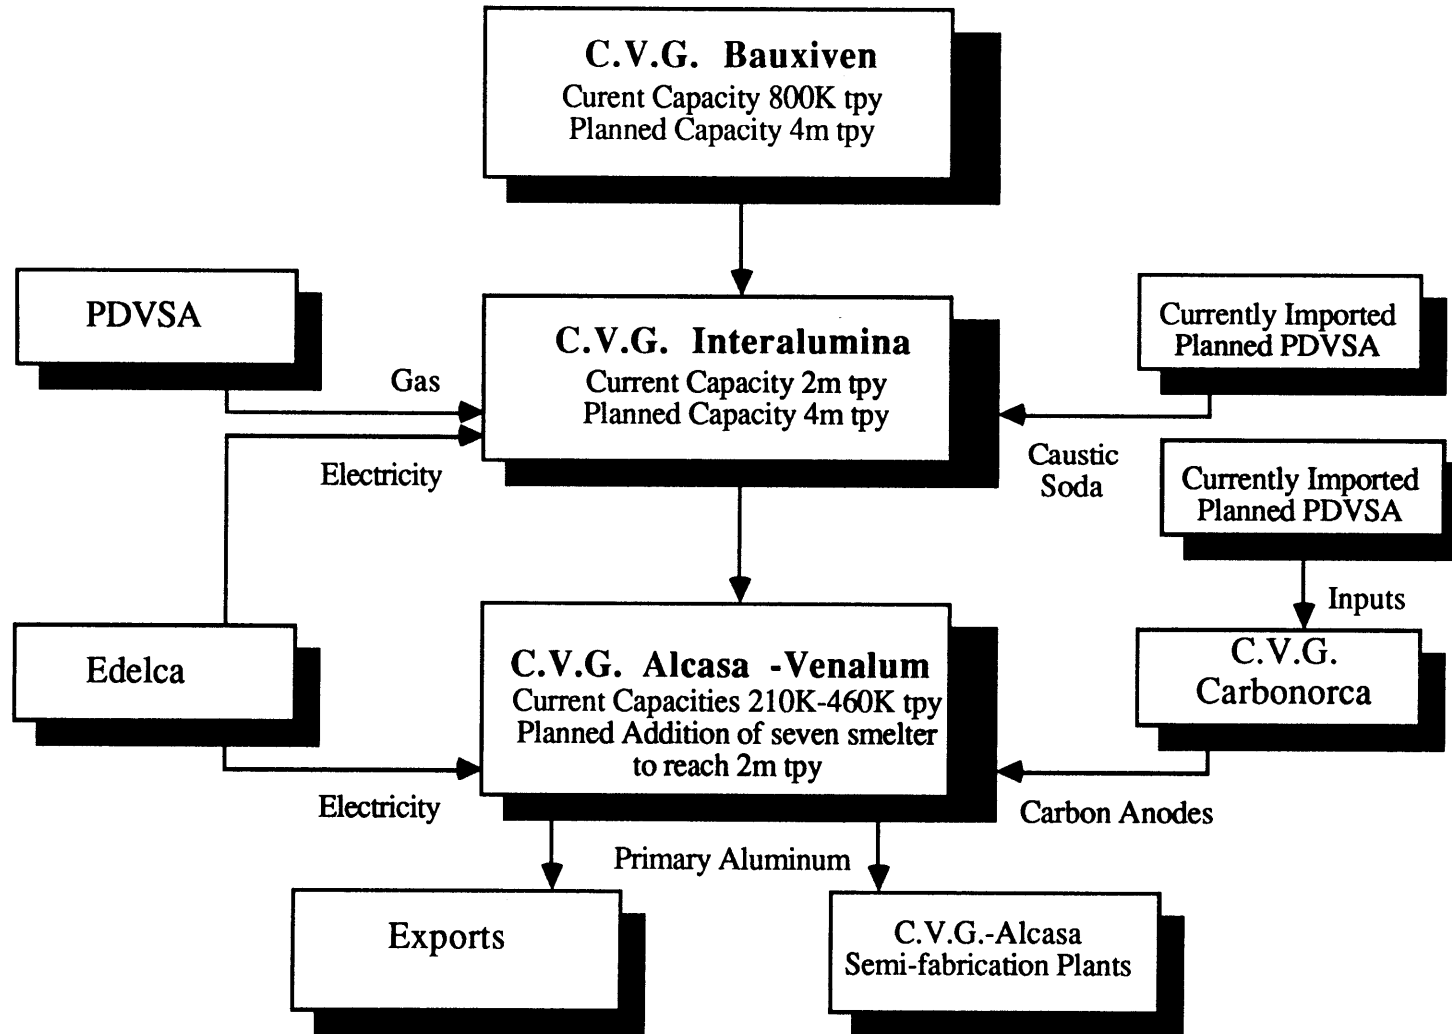 C.V.G. Bauxiven
Curent Capacity 800K tpy
Planned Capacity 4m tpy
PDVSA
Gas
Electricity
C.V.G. Interalumina
Current Capacity 2m tpy
Planned Capacity 4m tpy
Currently Imported
Planned PDVSA
Caustic
Soda
Currently Imported
Planned PDVSA
Inputs
Edelca
Electricity
C.V.G. Alcasa -Venalum
Current Capacities 210K-460K tpy
Planned Addition of seven smelter
to reach 2m tpy
C.V.G.
Carbonorca
Carbon Anodes
Primary Aluminum
Exports
C.V.G.-Alcasa
Semi-fabrication Plants